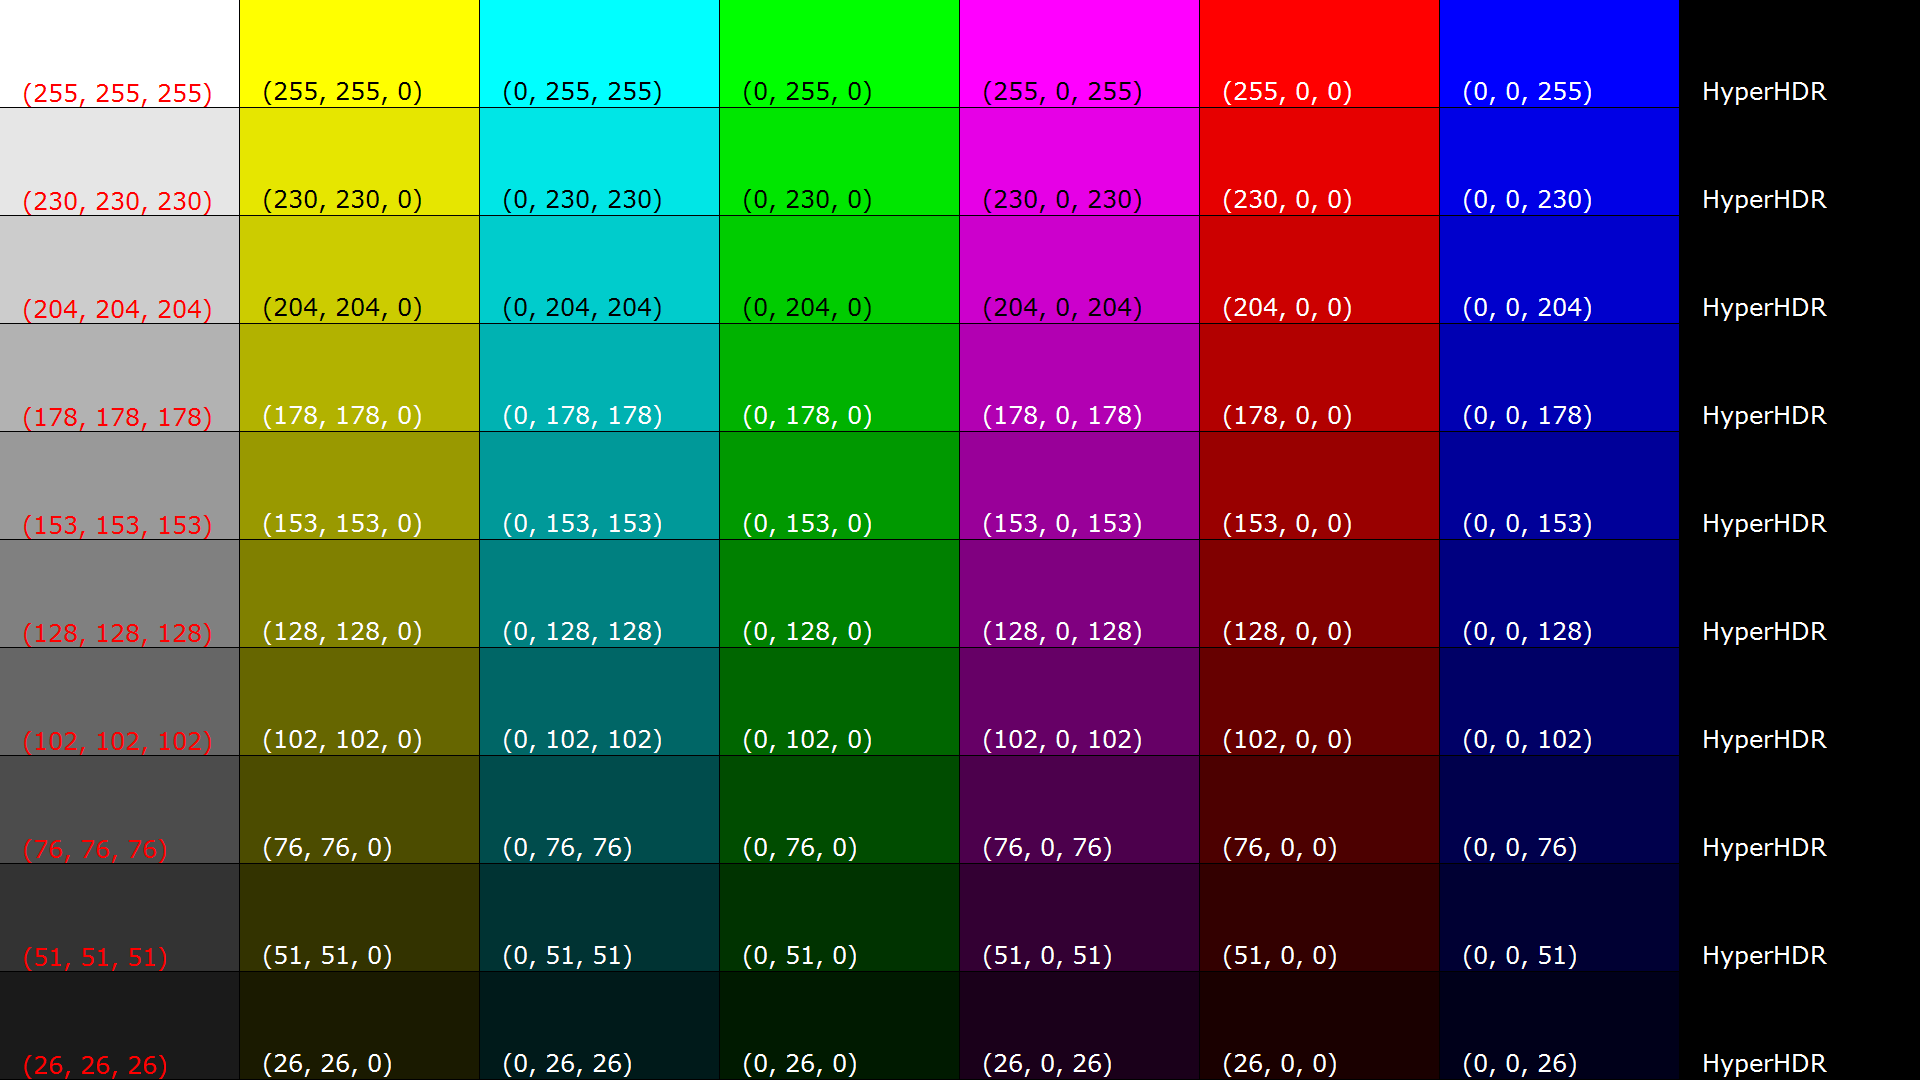 (255, 255, 255) (255, 255, 0) (0, 255, 255) (0, 255, 0) (255, 0, 255) (255, 0, 0) (0, 0, 255) HyperHDR
(230, 230, 230) (230, 230, 0) (0, 230, 230) (0, 230, 0) (230, 0, 230) (230, 0, 0) (0, 0, 230) HyperHDR
(204, 204, 204) (204, 204, 0) (0, 204, 204) (0, 204, 0) (204, 0, 204) (204, 0, 0) (0, 0, 204) HyperHDR
(178, 178, 178) (178, 178, 0) (0, 178, 178) (0, 178, 0) (178, 0, 178) (178, 0, 0) (0, 0, 178) HyperHDR
(153, 153, 153) (153, 153, 0) (0, 153, 153) (0, 153, 0) (153, 0, 153) (153, 0, 0) (0, 0, 153) HyperHDR
(128, 128, 128) (128, 128, 0) (0, 128, 128) (0, 128, 0) (128, 0, 128) (128, 0, 0) (0, 0, 128) HyperHDR
(102, 102, 102) (102, 102, 0) (0, 102, 102) (0, 102, 0) (102, 0, 102) (102, 0, 0) (0, 0, 102) HyperHDR
(76, 76, 76) (76, 76, 0) (0, 76, 76) (0, 76, 0) (76, 0, 76) (76, 0, 0) (0, 0, 76) HyperHDR
(51, 51, 51) (51, 51, 0) (0, 51, 51) (0, 51, 0) (51, 0, 51) (51, 0, 0) (0, 0, 51) HyperHDR
(26, 26, 26) (26, 26, 0) (0, 26, 26) (0, 26, 0) (26, 0, 26) (26, 0, 0) (0, 0, 26) HyperHDR